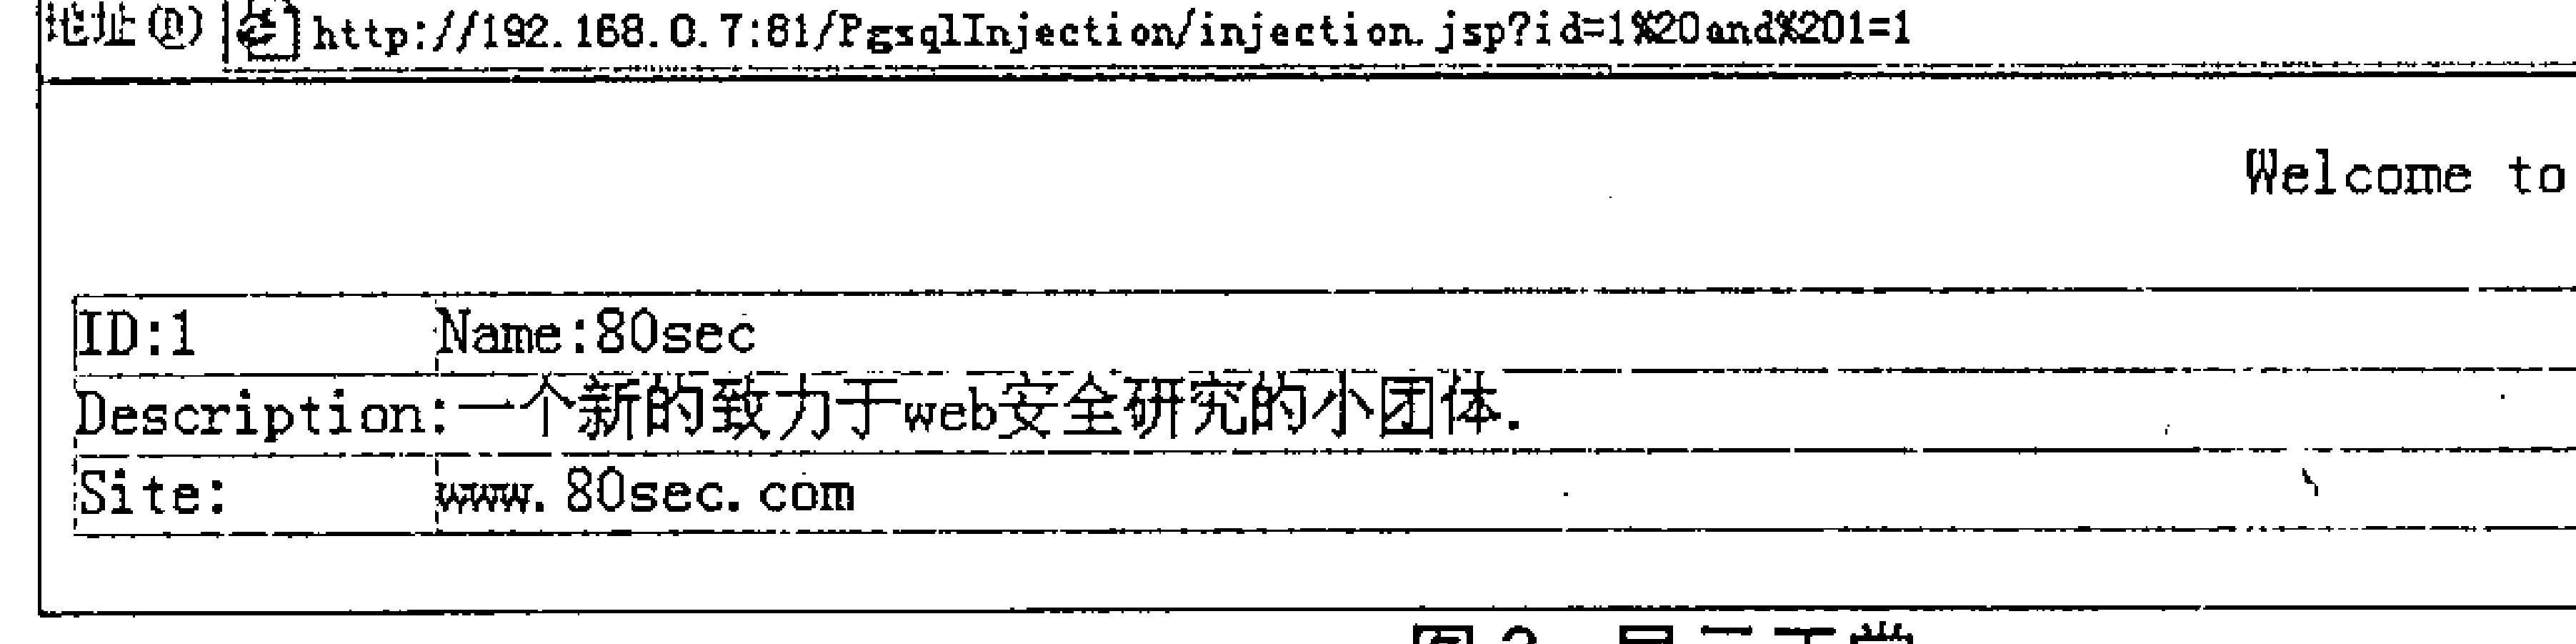 地址(D) http://192.168.0.7:81/PgsqlInjection/injection.jsp?id=1%20and%201=1
Welcome to
ID:1 Name:80sec
Description:一个新的致力于web安全研究的小团体.
Site: www.80sec.com